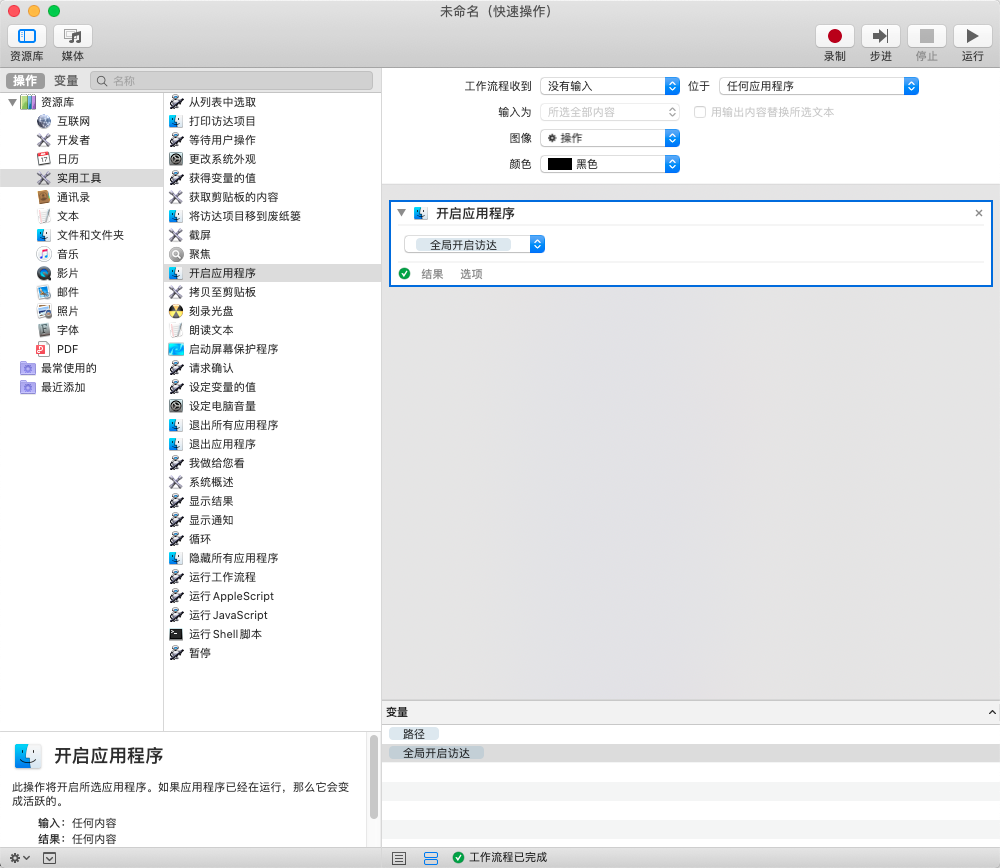 未命名（快速操作）
资源库 媒体 录制 步进 停止 运行
操作 变量 名称
资源库
互联网
开发者
17
日历
实用工具
通讯录
文本
文件和文件夹
音乐
影片
邮件
照片
字体
PDF
最常使用的
最近添加
从列表中选取
打印访达项目
等待用户操作
更改系统外观
获得变量的值
获取剪贴板的内容
将访达项目移到废纸篓
截屏
聚焦
开启应用程序
拷贝至剪贴板
刻录光盘
朗读文本
启动屏幕保护程序
请求确认
设定变量的值
设定电脑音量
退出所有应用程序
退出应用程序
我做给您看
系统概述
显示结果
显示通知
循环
隐藏所有应用程序
运行工作流程
运行 AppleScript
运行 JavaScript
运行 Shell 脚本
暂停
工作流程收到 没有输入 位于 任何应用程序
输入为 所选全部内容 用输出内容替换所选文本
图像 操作
颜色 黑色
开启应用程序
全局开启访达
结果 选项
变量
路径
全局开启访达
开启应用程序
此操作将开启所选应用程序。如果应用程序已经在运行，那么它会变
成活跃的。
输入： 任何内容
结果： 任何内容
工作流程已完成